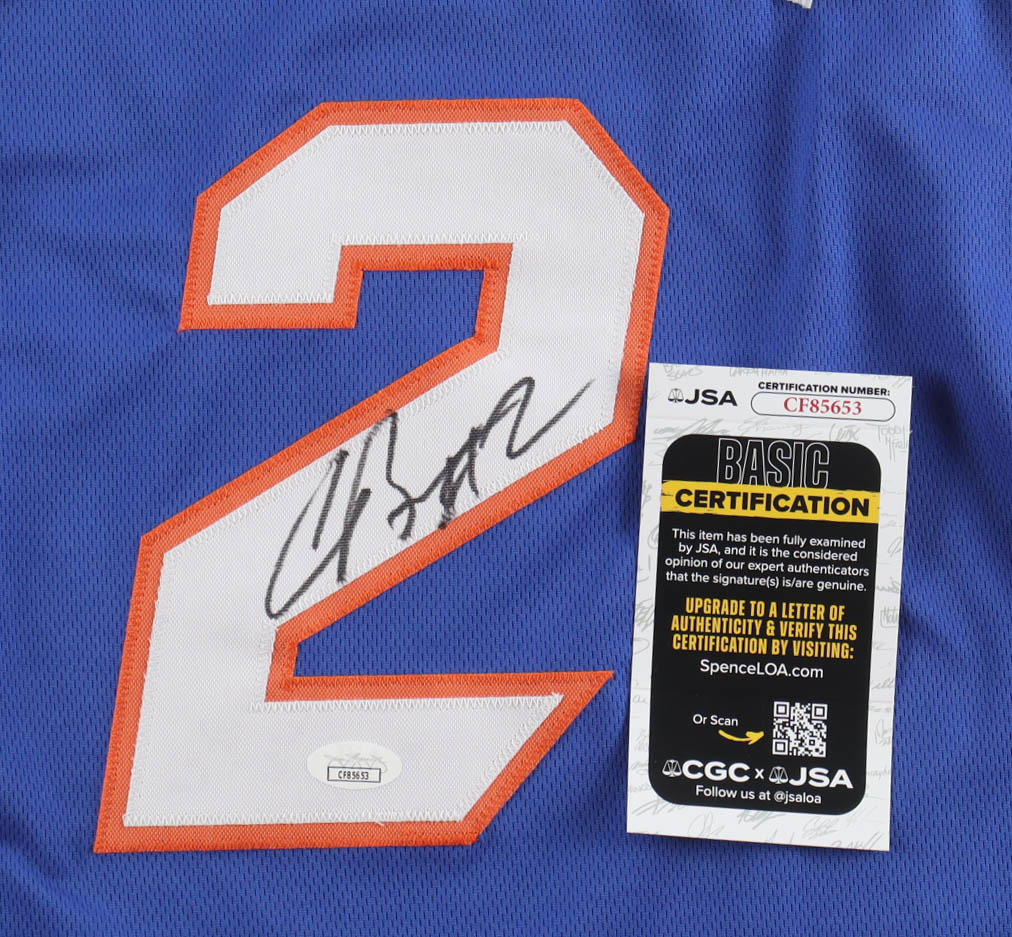 2
CF85653
JSA
CERTIFICATION NUMBER:
CF85653
BASIC
CERTIFICATION
This item has been fully examined
by JSA, and it is the considered
opinion of our expert authenticators
that the signature(s) is/are genuine.
UPGRADE TO A LETTER OF
AUTHENTICITY & VERIFY THIS
CERTIFICATION BY VISITING:
SpenceLOA.com
Or Scan
CGC x JSA
Follow us at @jsaloa